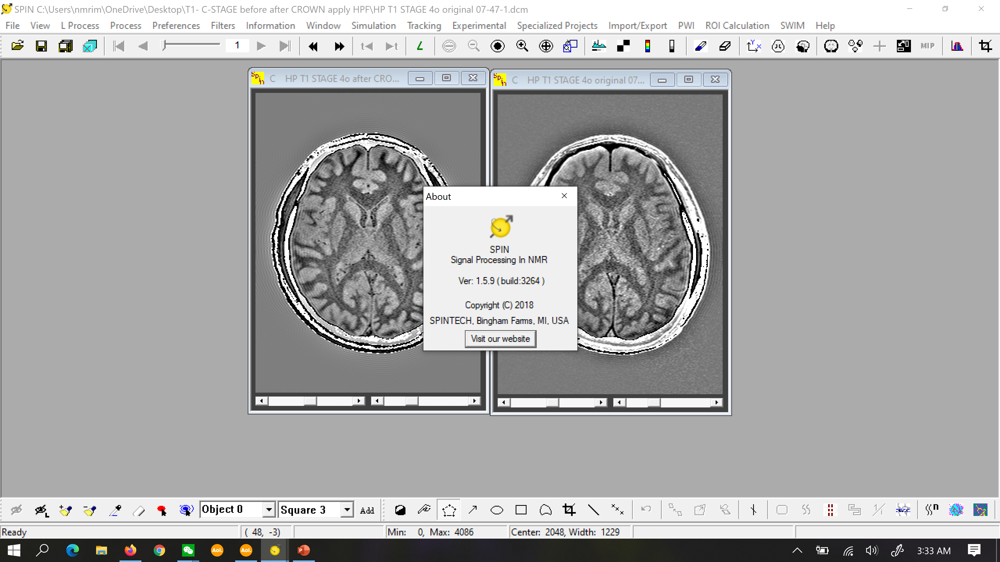 SPIN C:\Users\nmrim\OneDrive\Desktop\T1- C-STAGE before after CROWN apply HPF\HP T1 STAGE 4o original 07-47-1.dcm
File View L Process Process Preferences Filters Information Window Simulation Tracking Experimental Specialized Projects Import/Export PWI ROI Calculation SWIM Help
1
MIP
C HP T1 STAGE 4o after CRO...
C HP T1 STAGE 4o original 07...
About
SPIN
Signal Processing In NMR
Ver: 1.5.9 ( build:3264 )
Copyright (C) 2018
SPINTECH, Bingham Farms, MI, USA
Visit our website
Object 0 Square 3 Add
Ready ( 48, -3) Min: 0, Max: 4086 Center: 2048, Width: 1229
Aol. Aol. P 3:33 AM